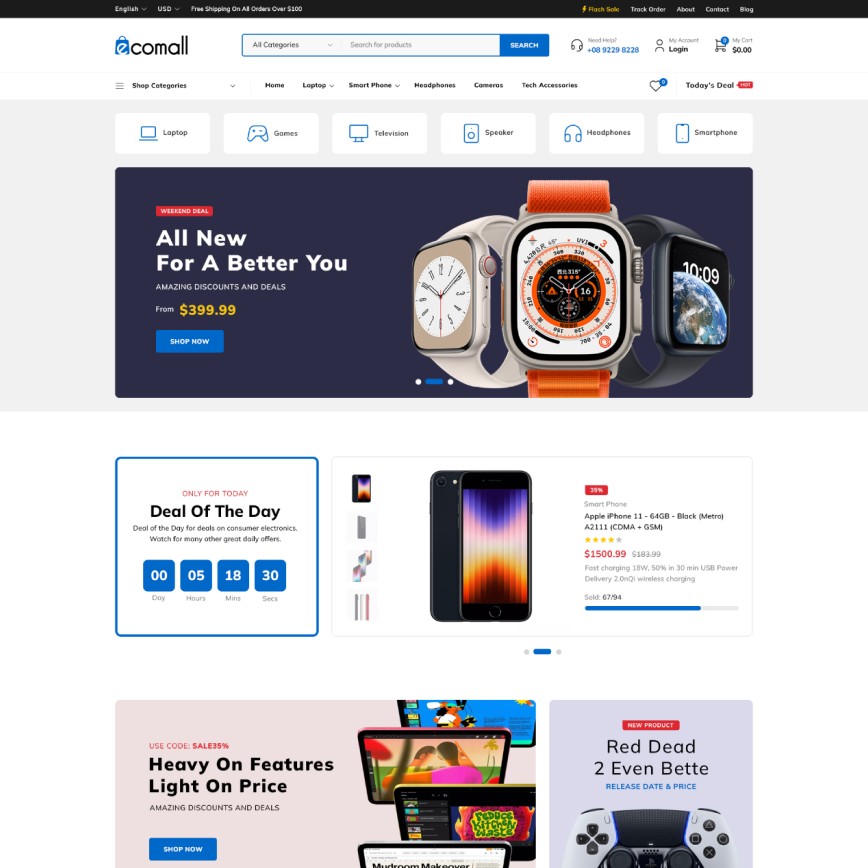 English USD Free Shipping On All Orders Over $100
Flash Sale Track Order About Contact Blog
ecomall
All Categories
Search for products
SEARCH
Need Help?
+08 9229 8228
My Account
Login
0
My Cart
$0.00
Shop Categories
Home Laptop Smart Phone Headphones Cameras Tech Accessories
0
Today's Deal HOT
Laptop
Games
Television
Speaker
Headphones
Smartphone
WEEKEND DEAL
All New
For A Better You
AMAZING DISCOUNTS AND DEALS
From $399.99
SHOP NOW
10:09
ONLY FOR TODAY
Deal Of The Day
Deal of the Day for deals on consumer electronics.
Watch for many other great daily offers.
00 05 18 30
Day Hours Mins Secs
35%
Smart Phone
Apple iPhone 11 - 64GB - Black (Metro)
A2111 (CDMA + GSM)
$1500.99 $183.99
Fast charging 18W, 50% in 30 min USB Power
Delivery 2.0nQi wireless charging
Sold: 67/94
USE CODE: SALE35%
Heavy On Features
Light On Price
AMAZING DISCOUNTS AND DEALS
SHOP NOW
Mudroom Makeover
NEW PRODUCT
Red Dead
2 Even Bette
RELEASE DATE & PRICE